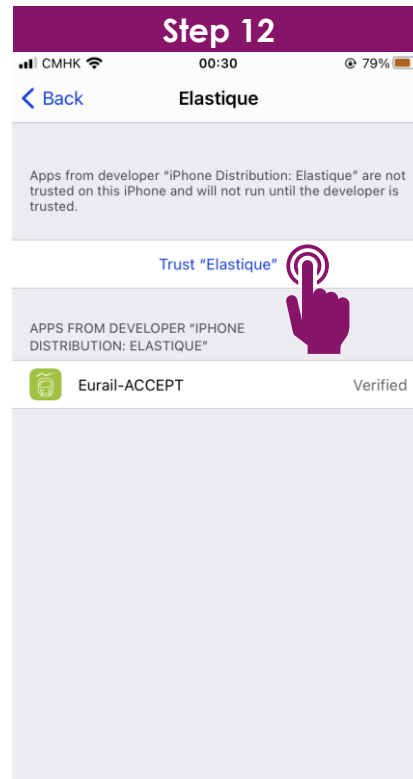 Step 12
CMHK 00:30 79%
Back Elastique
Apps from developer “iPhone Distribution: Elastique” are not
trusted on this iPhone and will not run until the developer is
trusted.
Trust “Elastique”
APPS FROM DEVELOPER “IPHONE
DISTRIBUTION: ELASTIQUE”
Eurail-ACCEPT Verified